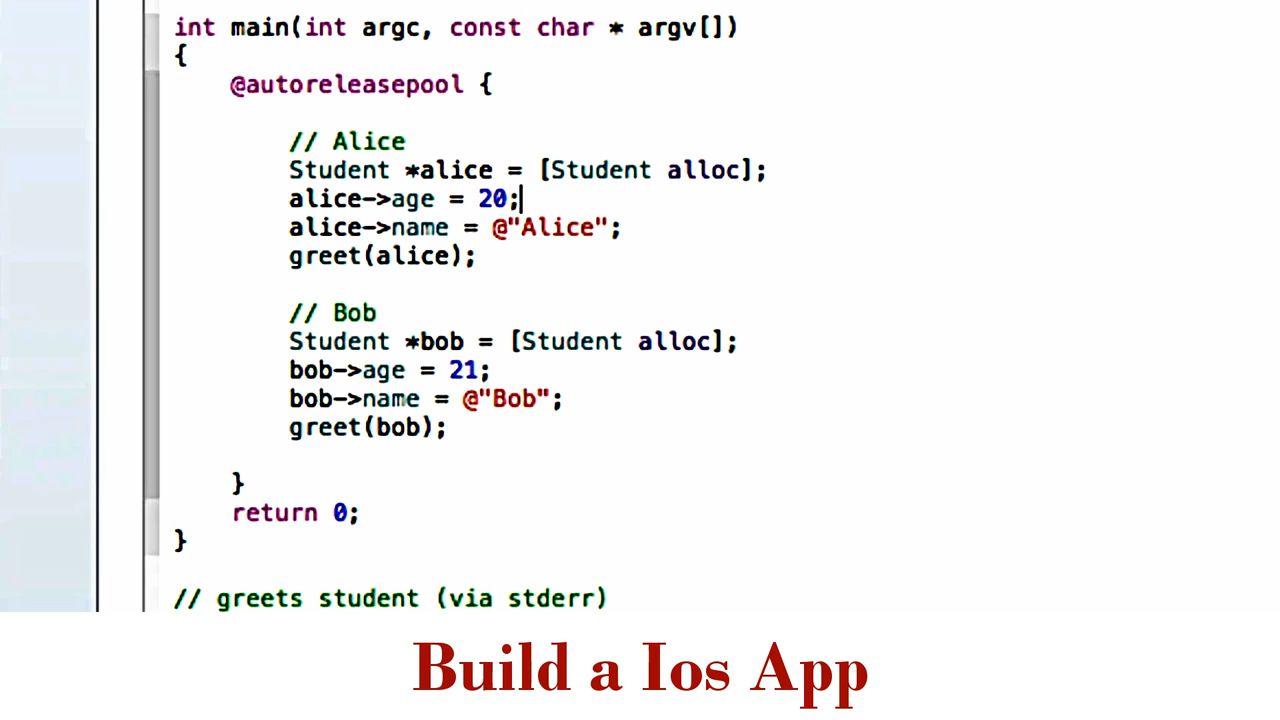 int main(int argc, const char * argv[])
{
    @autoreleasepool {
        // Alice
        Student *alice = [Student alloc];
        alice->age = 20;
        alice->name = @"Alice";
        greet(alice);
        // Bob
        Student *bob = [Student alloc];
        bob->age = 21;
        bob->name = @"Bob";
        greet(bob);
    }
    return 0;
}
// greets student (via stderr)
Build a Ios App